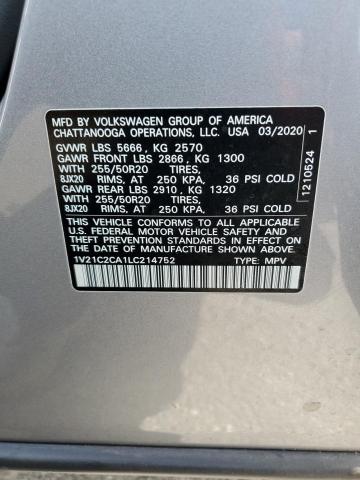 MFD BY VOLKSWAGEN GROUP OF AMERICA
CHATTANOOGA OPERATIONS, LLC. USA 03/2020
GVWR LBS 5666, KG 2570
GAWR FRONT LBS 2866, KG 1300
WITH 255/50R20 TIRES,
8JX20 RIMS, AT 250 KPA, 36 PSI COLD
GAWR REAR LBS 2910, KG 1320
WITH 255/50R20 TIRES,
8JX20 RIMS, AT 250 KPA, 36 PSI COLD
THIS VEHICLE CONFORMS TO ALL APPLICABLE
U.S. FEDERAL MOTOR VEHICLE SAFETY AND
THEFT PREVENTION STANDARDS IN EFFECT
ON THE DATE OF MANUFACTURE SHOWN ABOVE.
1V21C2CA1LC214752 TYPE: MPV
1210524 1